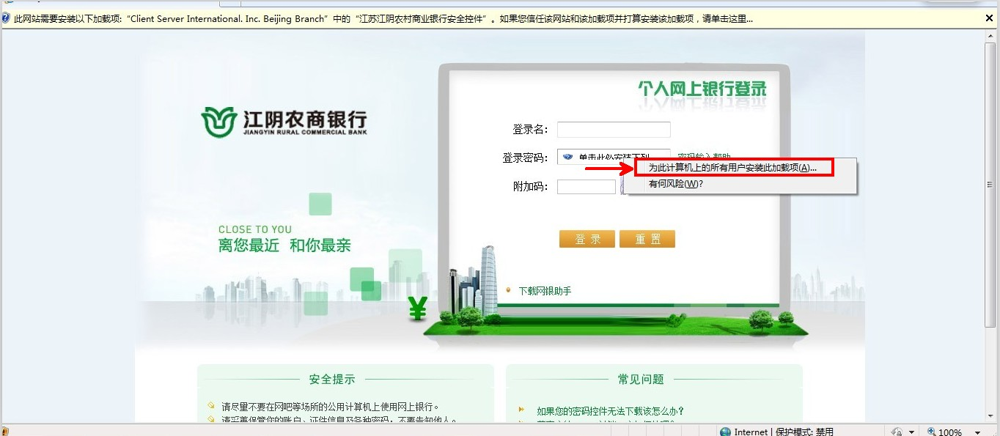 此网站需要安装以下加载项:“Client Server International. Inc. Beijing Branch”中的“江苏江阴农村商业银行安全控件”。如果您信任该网站和该加载项并打算安装该加载项，请单击这里...
个人网上银行登录
江阴农商银行
JIANGYIN RURAL COMMERCIAL BANK
登录名:
登录密码:
单击此处安装下列
密码输入帮助
为此计算机上的所有用户安装此加载项(A)...
有何风险(W)?
附加码:
CLOSE TO YOU
离您最近 和你最亲
登 录
重 置
下载网银助手
安全提示
常见问题
请尽量不要在网吧等场所的公用计算机上使用网上银行。
如果您的密码控件无法下载该怎么办?
请妥善保管您的账户、证件信息及各种密码，不要告知他人。
Internet | 保护模式: 禁用
100%